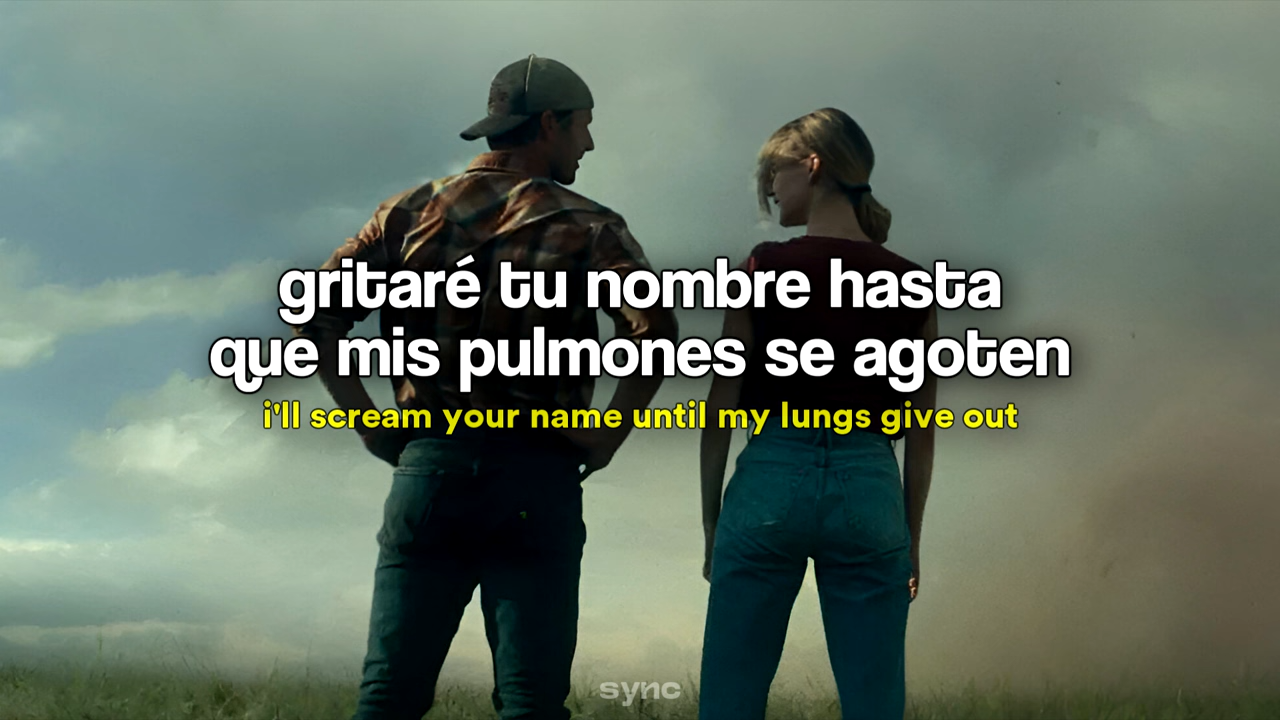 gritaré tu nombre hasta
que mis pulmones se agoten
i'll scream your name until my lungs give out
sync